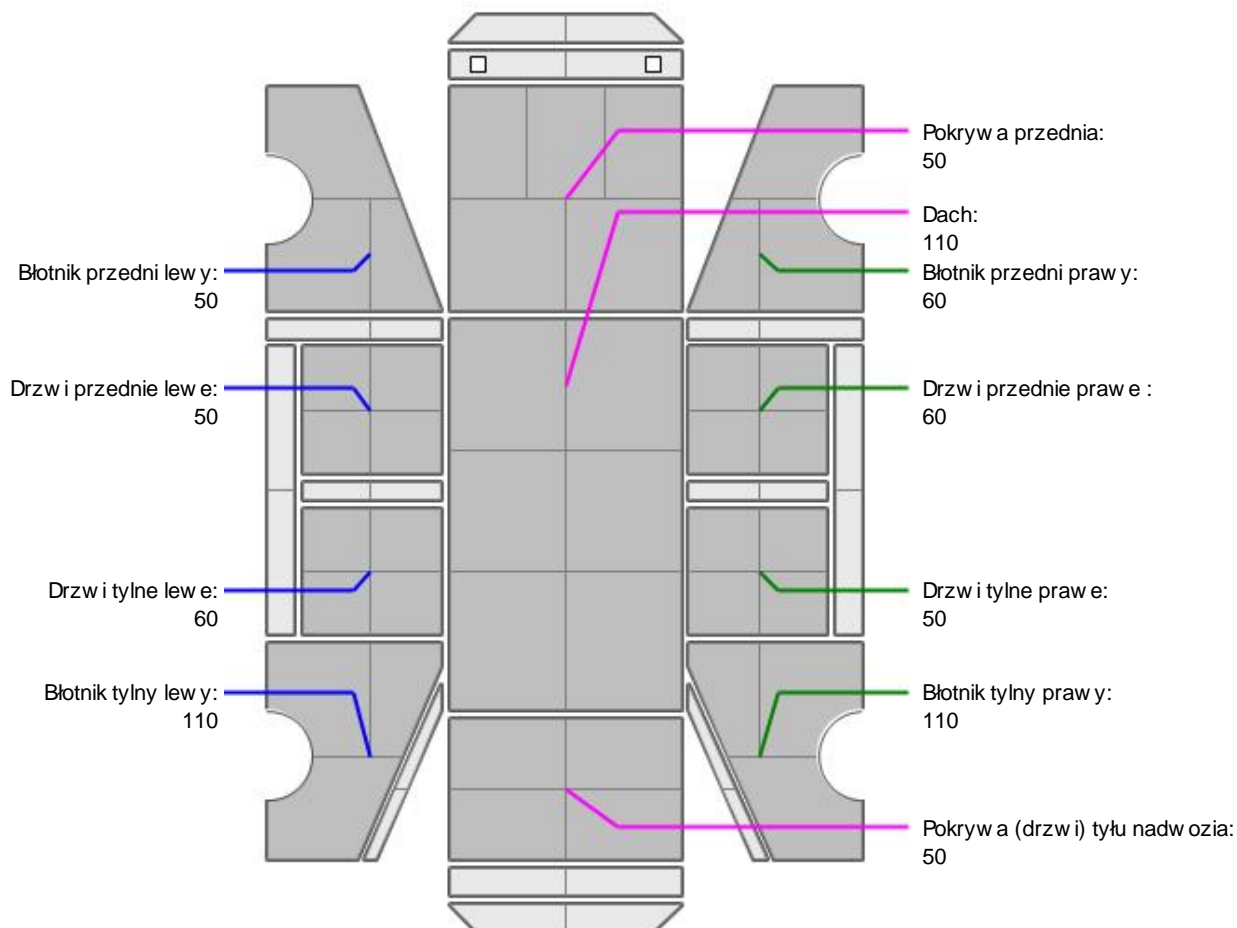 Pokrywa przednia:
50
Dach:
110
Błotnik przedni lewy:
50
Błotnik przedni prawy:
60
Drzwi przednie lewe:
50
Drzwi przednie prawe :
60
Drzwi tylne lewe:
60
Drzwi tylne prawe:
50
Błotnik tylny lewy:
110
Błotnik tylny prawy:
110
Pokrywa (drzwi) tyłu nadwozia:
50